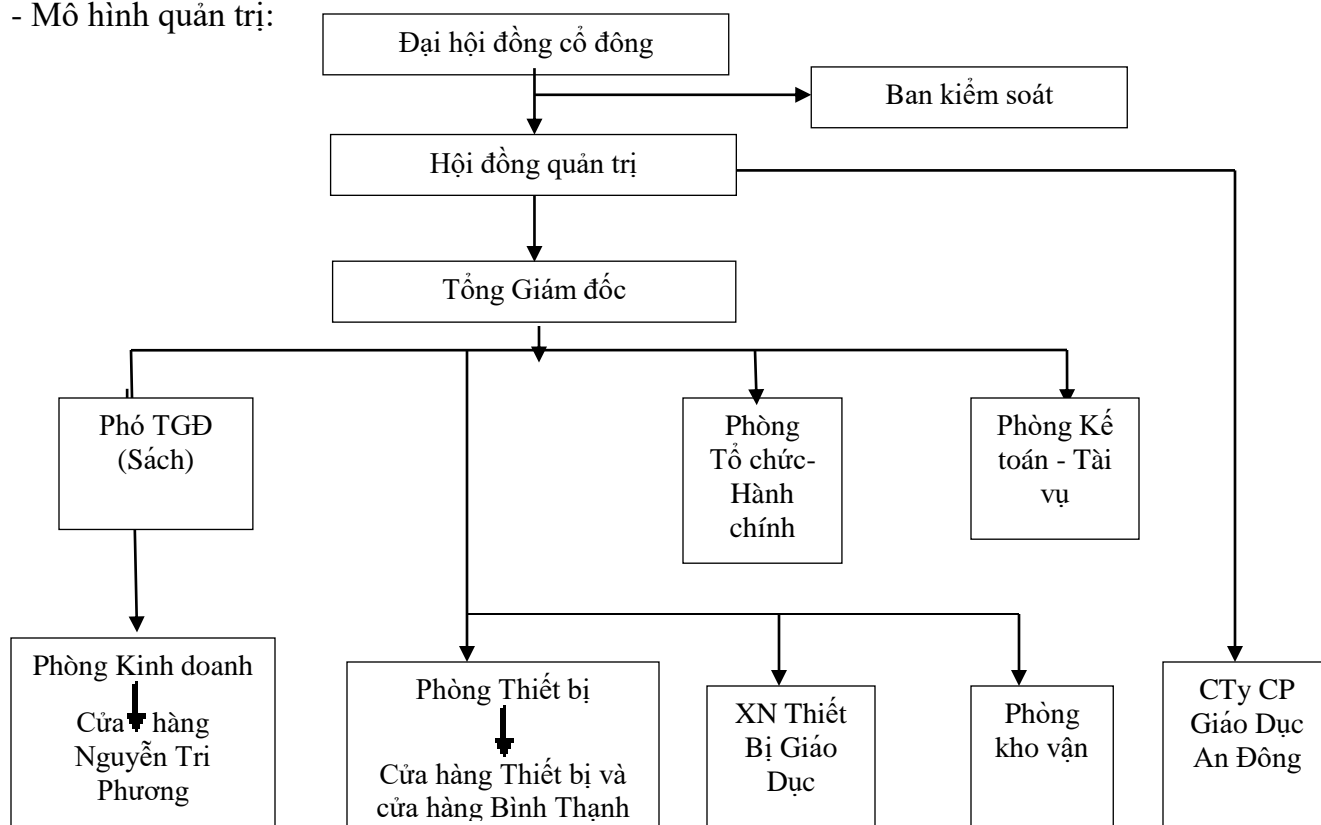 - Mô hình quản trị:
Đại hội đồng cổ đông
Ban kiểm soát
Hội đồng quản trị
Tổng Giám đốc
Phó TGĐ
(Sách)
Phòng
Tổ chức-
Hành
chính
Phòng Kế
toán - Tài
vụ
Phòng Kinh doanh
Cửa hàng
Nguyễn Tri
Phương
Phòng Thiết bị
Cửa hàng Thiết bị và
cửa hàng Bình Thạnh
XN Thiết
Bị Giáo
Dục
Phòng
kho vận
CTy CP
Giáo Dục
An Đông